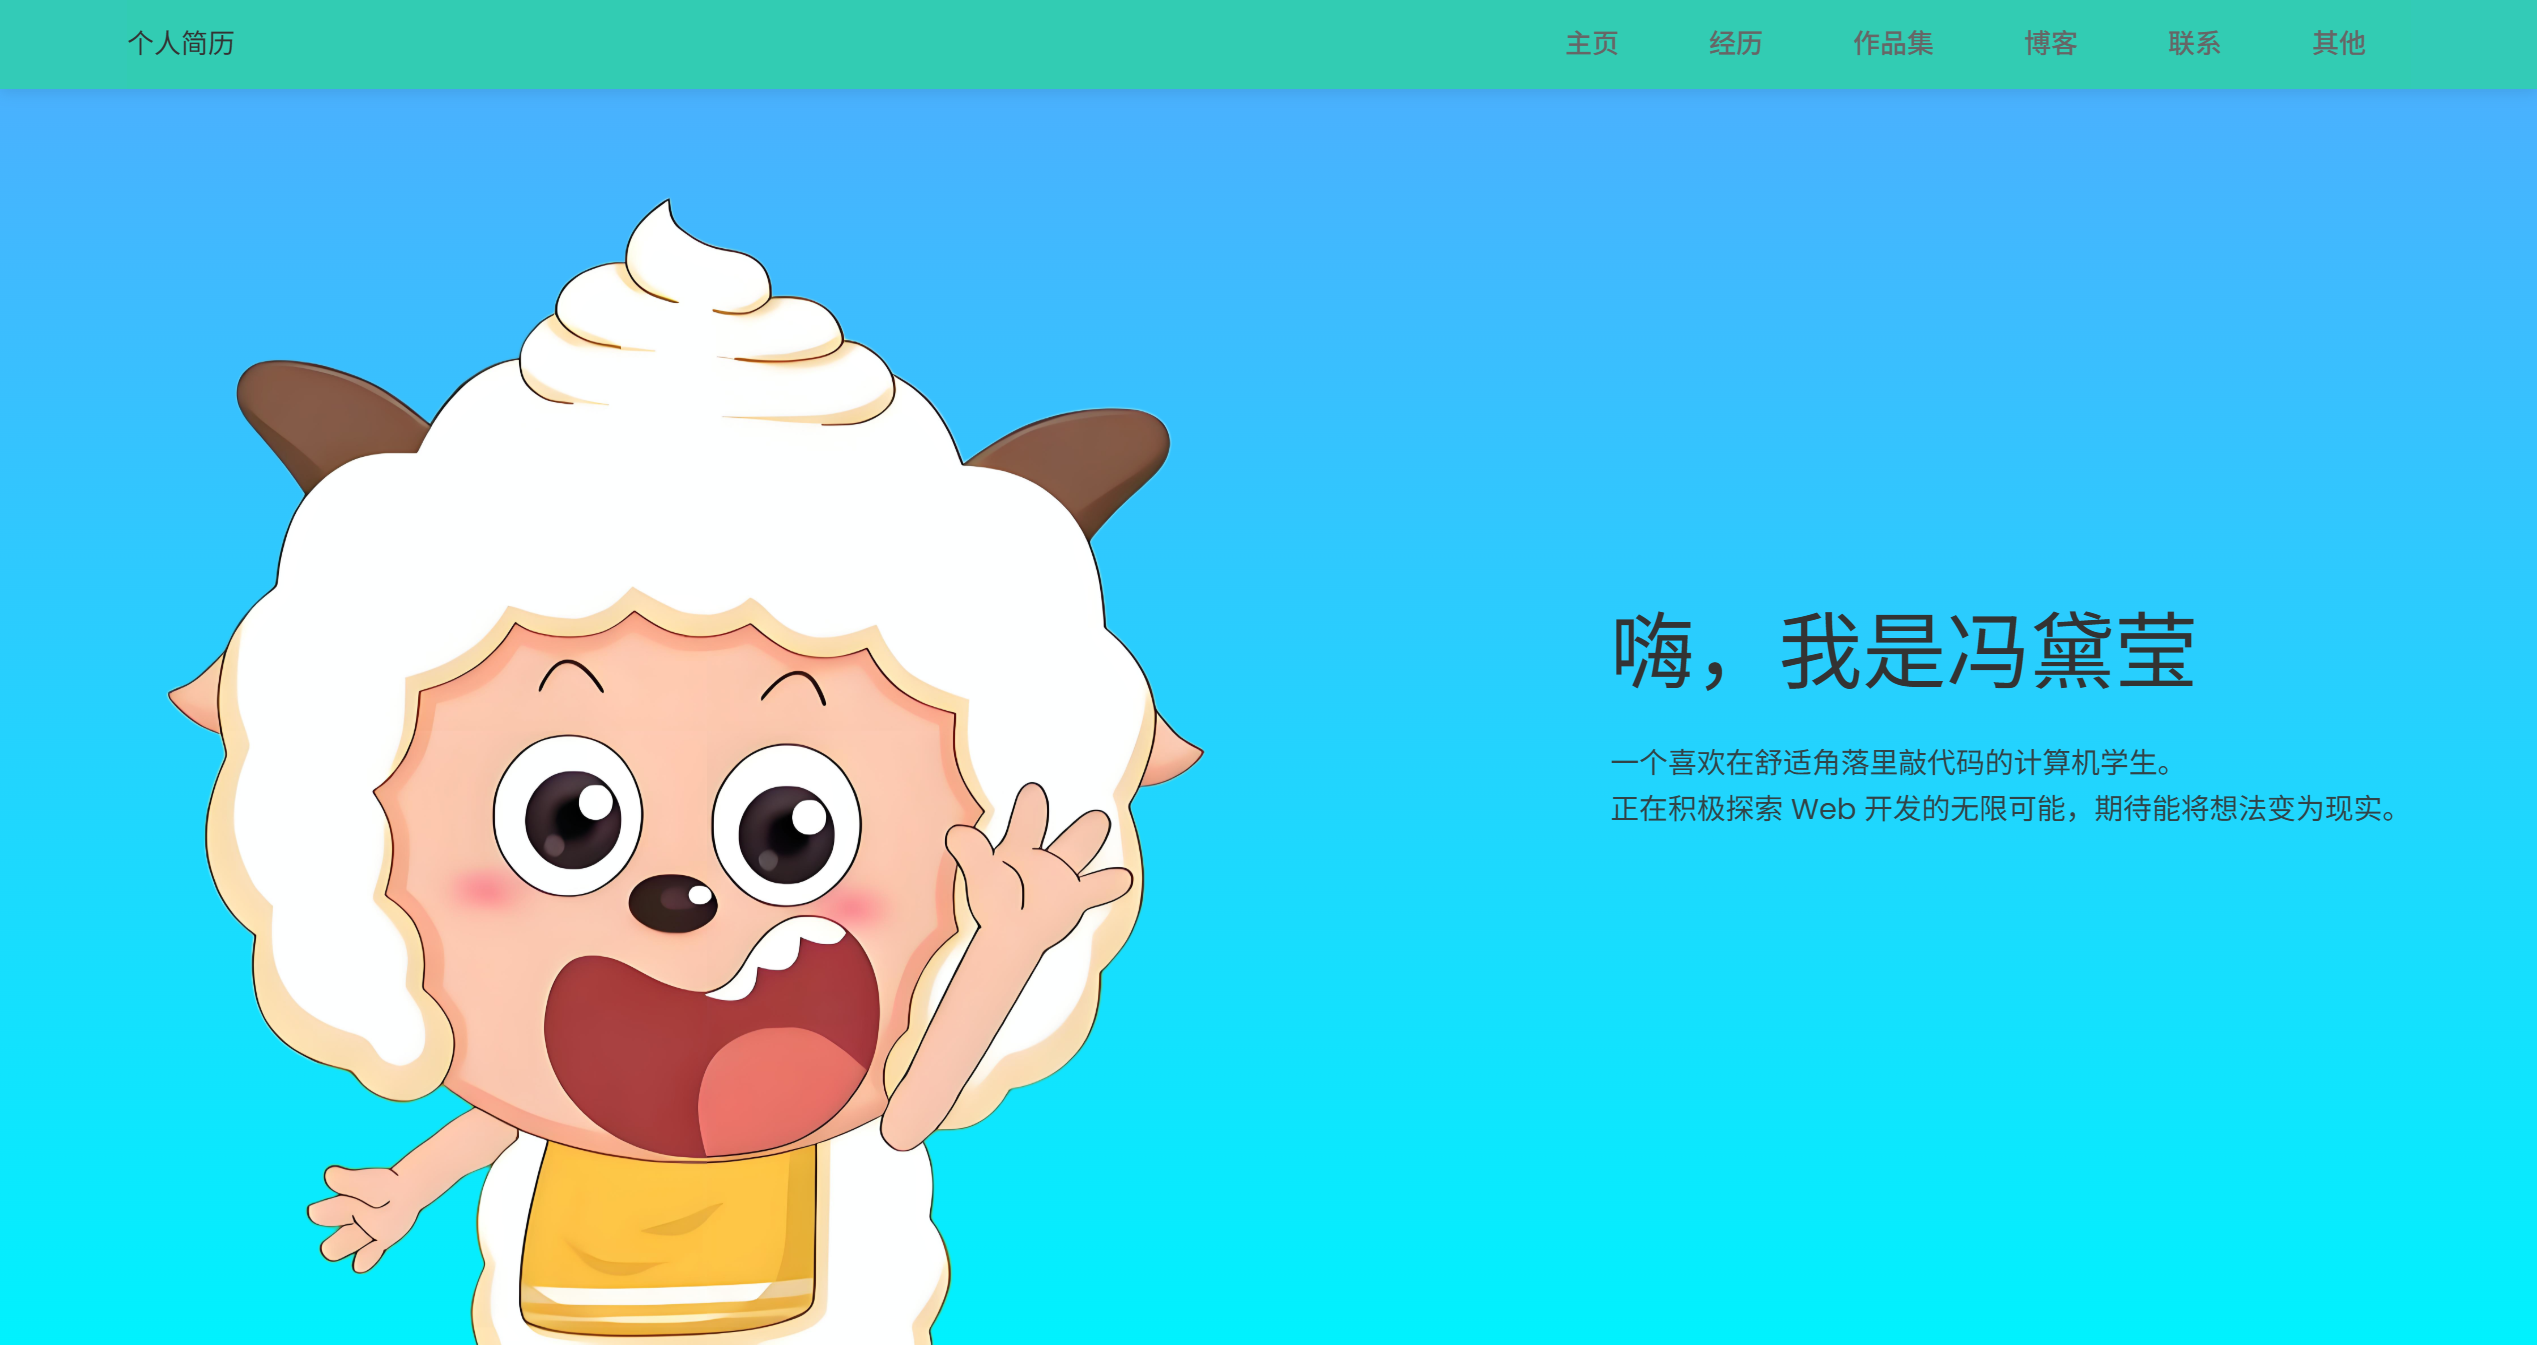 个人简历
主页 经历 作品集 博客 联系 其他
嗨，我是冯黛莹
一个喜欢在舒适角落里敲代码的计算机学生。
正在积极探索 Web 开发的无限可能，期待能将想法变为现实。